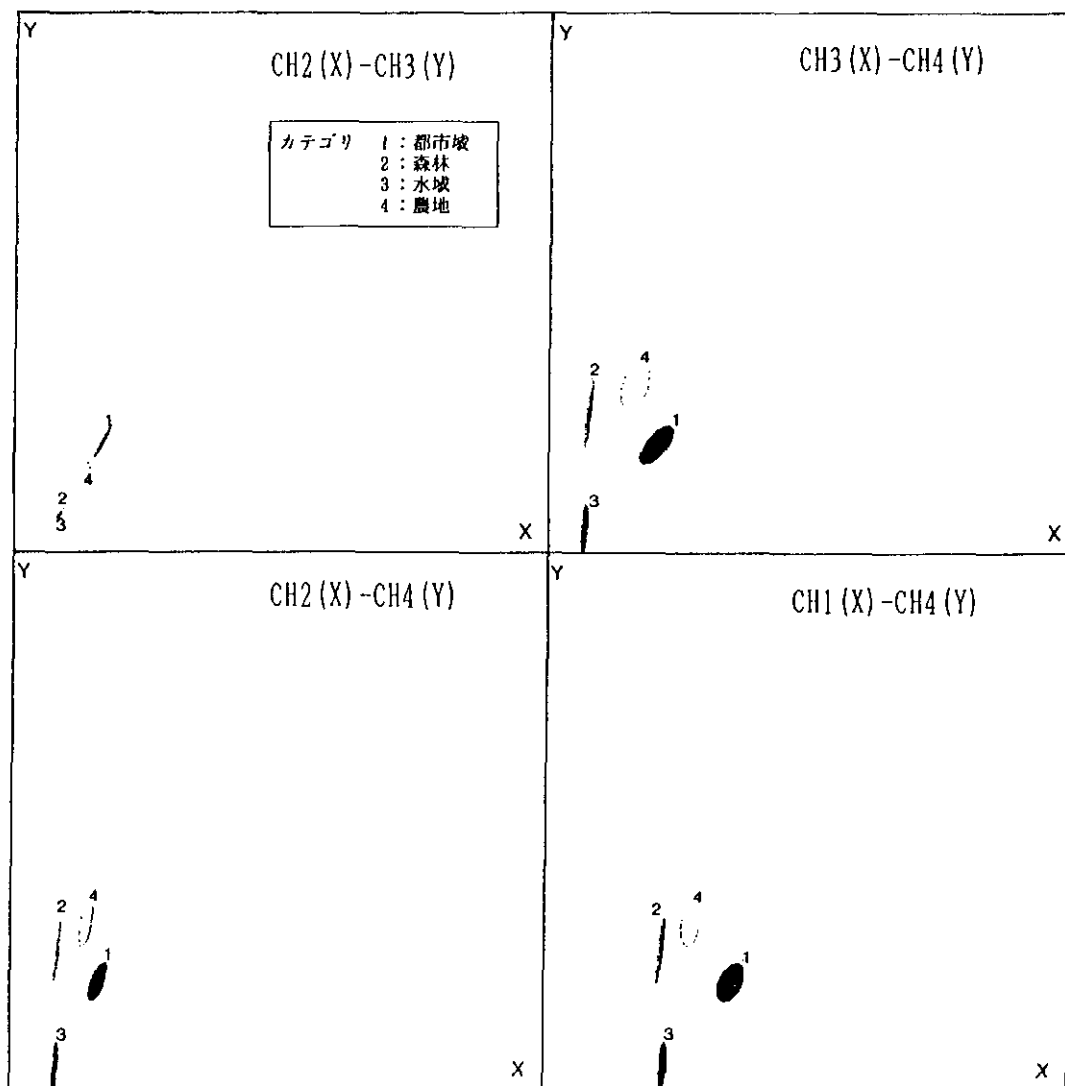 Y
CH2(X)-CH3(Y)
カテゴリ 1:都市域
2:森林
3:水域
4:農地
1
4
2
3
X
Y
CH3(X)-CH4(Y)
4
2
1
3
X
Y
CH2(X)-CH4(Y)
4
2
1
3
X
Y
CH1(X)-CH4(Y)
4
2
1
3
X